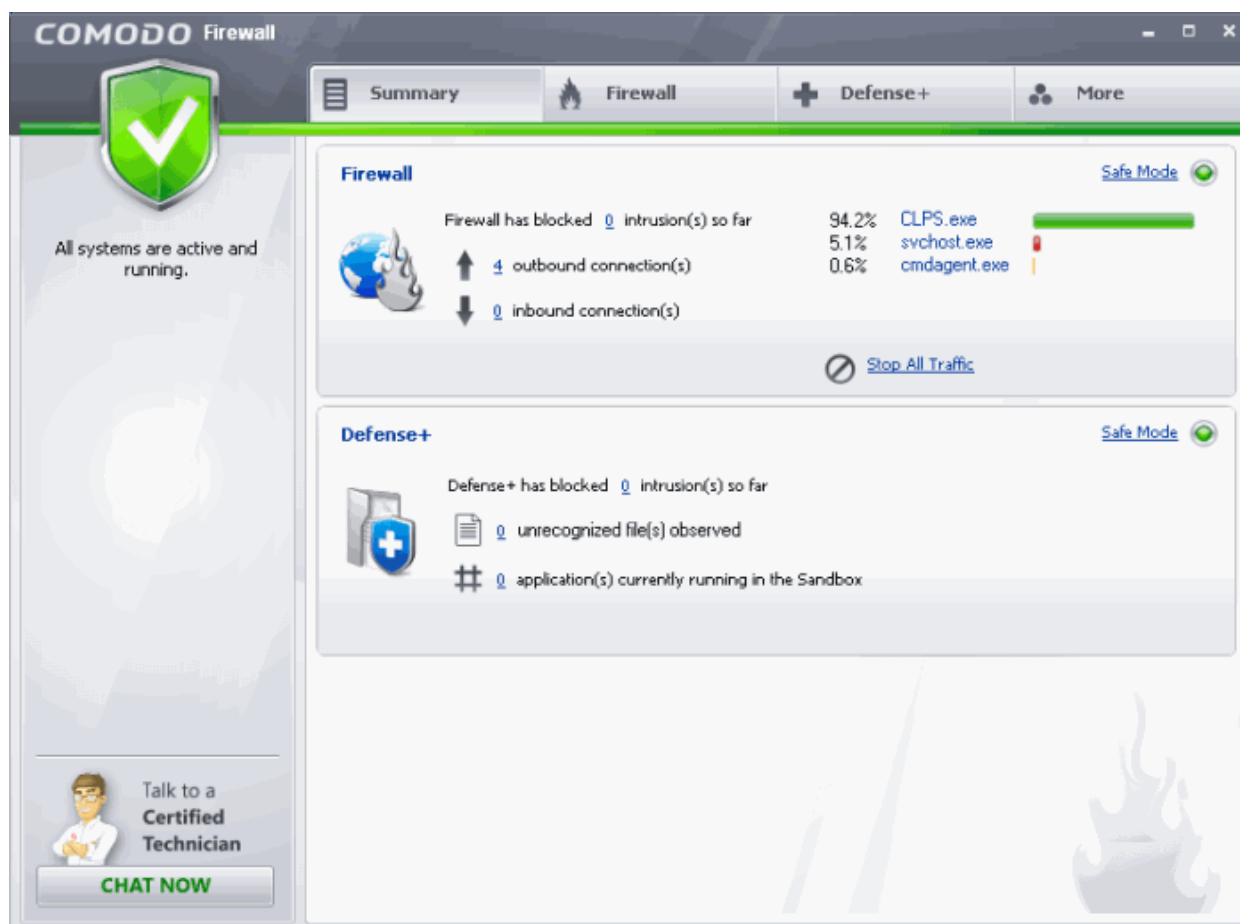 COMODO Firewall
Summary
Firewall
Defense+
More
All systems are active and
running.
Firewall
Safe Mode
Firewall has blocked 0 intrusion(s) so far
4 outbound connection(s)
0 inbound connection(s)
94.2% CLPS.exe
5.1% svchost.exe
0.6% cmdagent.exe
Stop All Traffic
Defense+
Safe Mode
Defense+ has blocked 0 intrusion(s) so far
0 unrecognized file(s) observed
0 application(s) currently running in the Sandbox
Talk to a
Certified
Technician
CHAT NOW